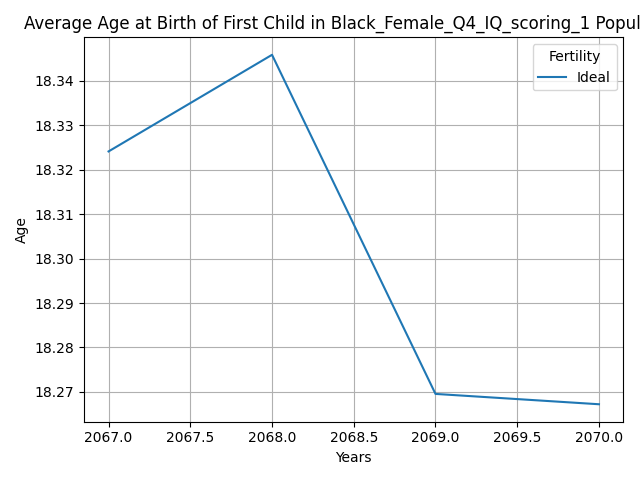 Average Age at Birth of First Child in Black_Female_Q4_IQ_scoring_1 Popul
Fertility
Ideal
18.34
18.33
18.32
18.31
18.30
18.29
18.28
18.27
Age
2067.0 2067.5 2068.0 2068.5 2069.0 2069.5 2070.0
Years